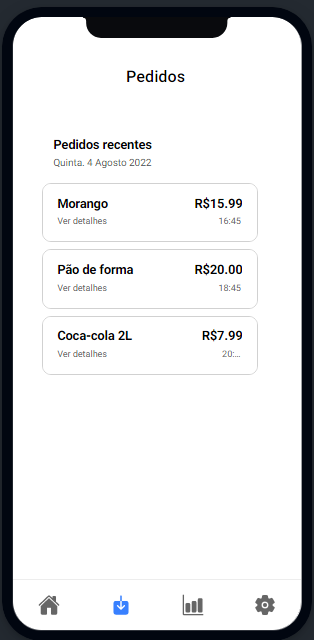 Pedidos
Pedidos recentes
Quinta. 4 Agosto 2022
Morango R$15.99
Ver detalhes 16:45
Pão de forma R$20.00
Ver detalhes 18:45
Coca-cola 2L R$7.99
Ver detalhes 20:...